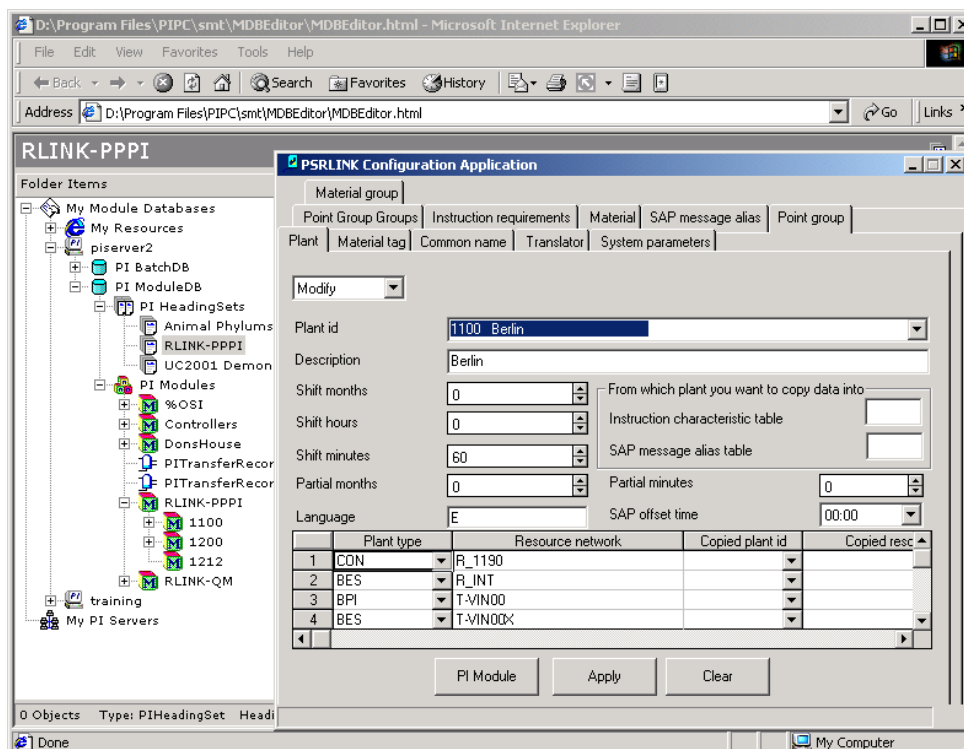 D:\Program Files\PIPC\smt\MDBEditor\MDBEditor.html - Microsoft Internet Explorer
File Edit View Favorites Tools Help
Back Search Favorites History
Address D:\Program Files\PIPC\smt\MDBEditor\MDBEditor.html Go Links
RLINK-PPPI
Folder Items
My Module Databases
My Resources
piserver2
PI BatchDB
PI ModuleDB
PI HeadingSets
Animal Phylums
RLINK-PPPI
UC2001 Demon
PI Modules
%OSI
Controllers
DonsHouse
PITransferRecor
PITransferRecor
RLINK-PPPI
1100
1200
1212
RLINK-QM
training
My PI Servers
PSRLINK Configuration Application
Material group
Point Group Groups Instruction requirements Material SAP message alias Point group
Plant Material tag Common name Translator System parameters
Modify
Plant id 1100 Berlin
Description Berlin
Shift months 0 From which plant you want to copy data into
Shift hours 0 Instruction characteristic table
Shift minutes 60 SAP message alias table
Partial months 0 Partial minutes 0
Language E SAP offset time 00:00
Plant type Resource network Copied plant id Copied resc
1 CON R_1190
2 BES R_INT
3 BPI T-VIN00
4 BES T-VIN00X
PI Module Apply Clear
0 Objects Type: PIHeadingSet Headi
Done My Computer